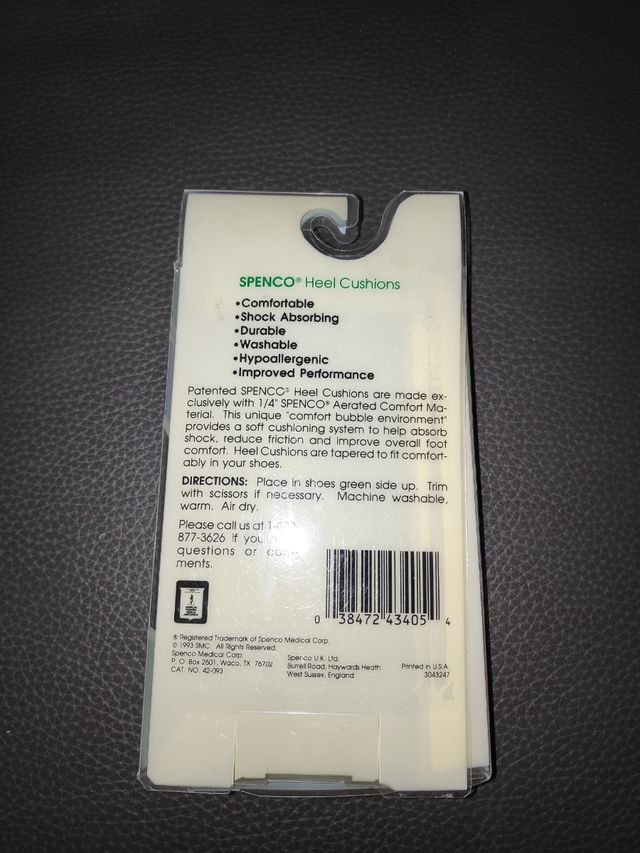 SPENCO® Heel Cushions
•Comfortable
•Shock Absorbing
•Durable
•Washable
•Hypoallergenic
•Improved Performance
Patented SPENCO® Heel Cushions are made ex-
clusively with 1/4" SPENCO® Aerated Comfort Ma-
terial. This unique "comfort bubble environment"
provides a soft cushioning system to help absorb
shock, reduce friction and improve overall foot
comfort. Heel Cushions are tapered to fit comfort-
ably in your shoes.
DIRECTIONS: Place in shoes green side up. Trim
with scissors if necessary. Machine washable,
warm. Air dry.
Please call us at
877-3626 if you
questions or
ments.
0 38472 43405 4
® Registered Trademark of Spenco Medical Corp.
© 1993 SMC. All Rights Reserved.
Spenco Medical Corp.
P. O. Box 2501, Waco, TX 76702
CAT. NO. 42-093
Spenco U.K. Ltd.
Burrell Road, Haywards Heath
West Sussex, England
Printed in U.S.A.
3043247